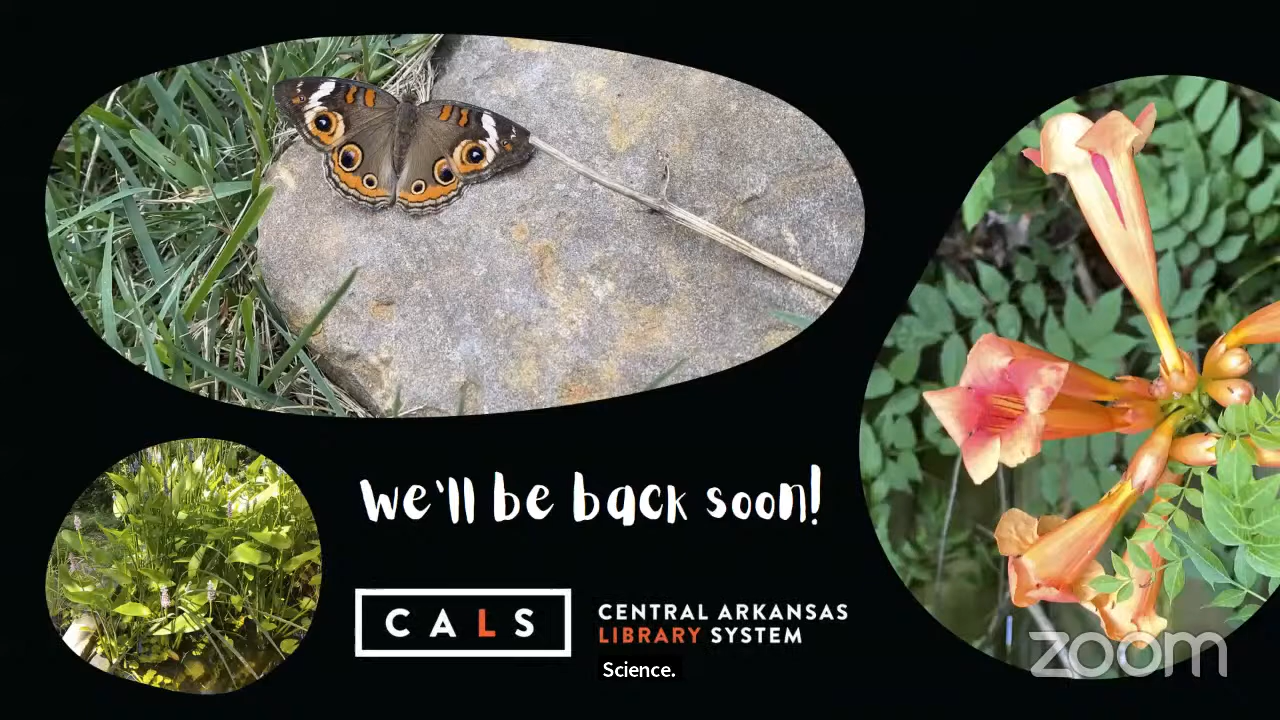 we'll be back soon!
CALS
CENTRAL ARKANSAS
LIBRARY SYSTEM
Science.
zoom